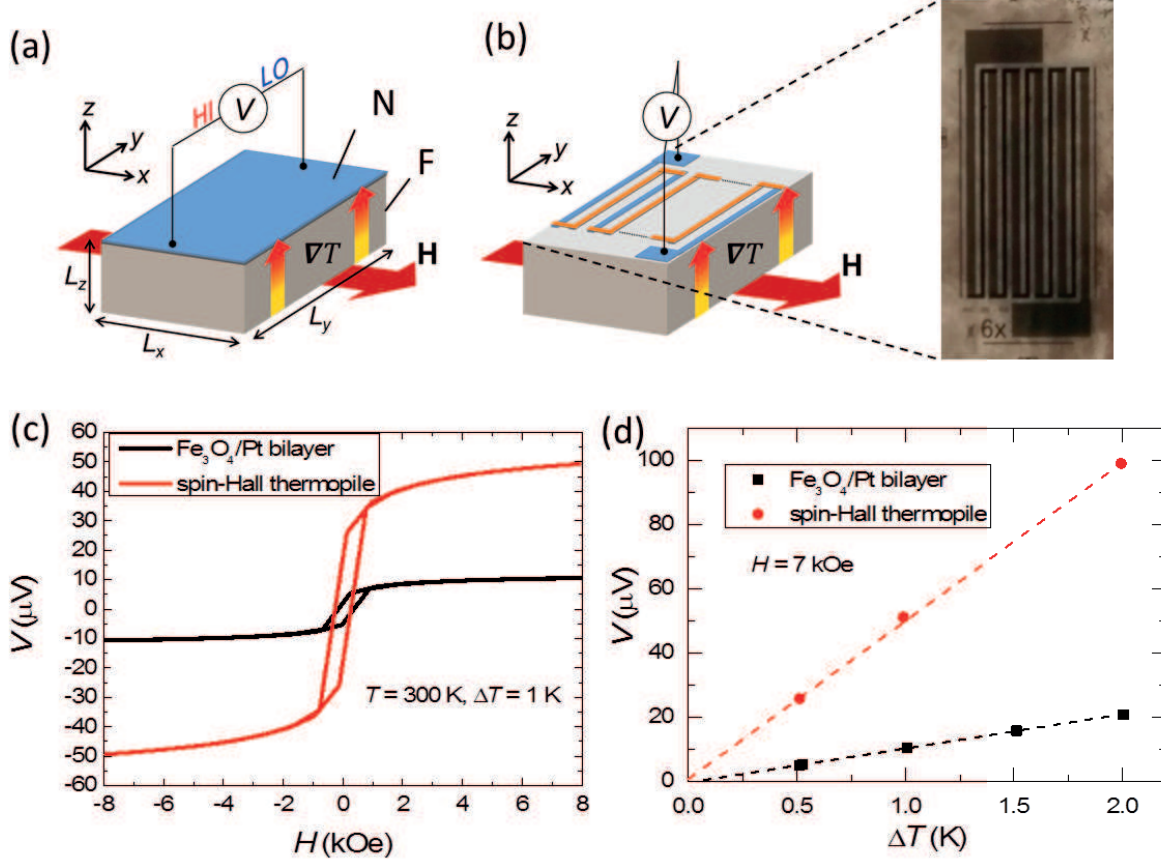 (a)
HI
V
LO
N
F
z
y
x
∇T
H
L_z
L_x
L_y
(b)
V
z
y
x
∇T
H
6x
(c)
Fe₃O₄/Pt bilayer
spin-Hall thermopile
T = 300 K, ΔT = 1 K
V (μV)
60
50
40
30
20
10
0
-10
-20
-30
-40
-50
-60
-8 -6 -4 -2 0 2 4 6 8
H (kOe)
(d)
Fe₃O₄/Pt bilayer
spin-Hall thermopile
H = 7 kOe
V (μV)
100
80
60
40
20
0
0.0 0.5 1.0 1.5 2.0
ΔT (K)